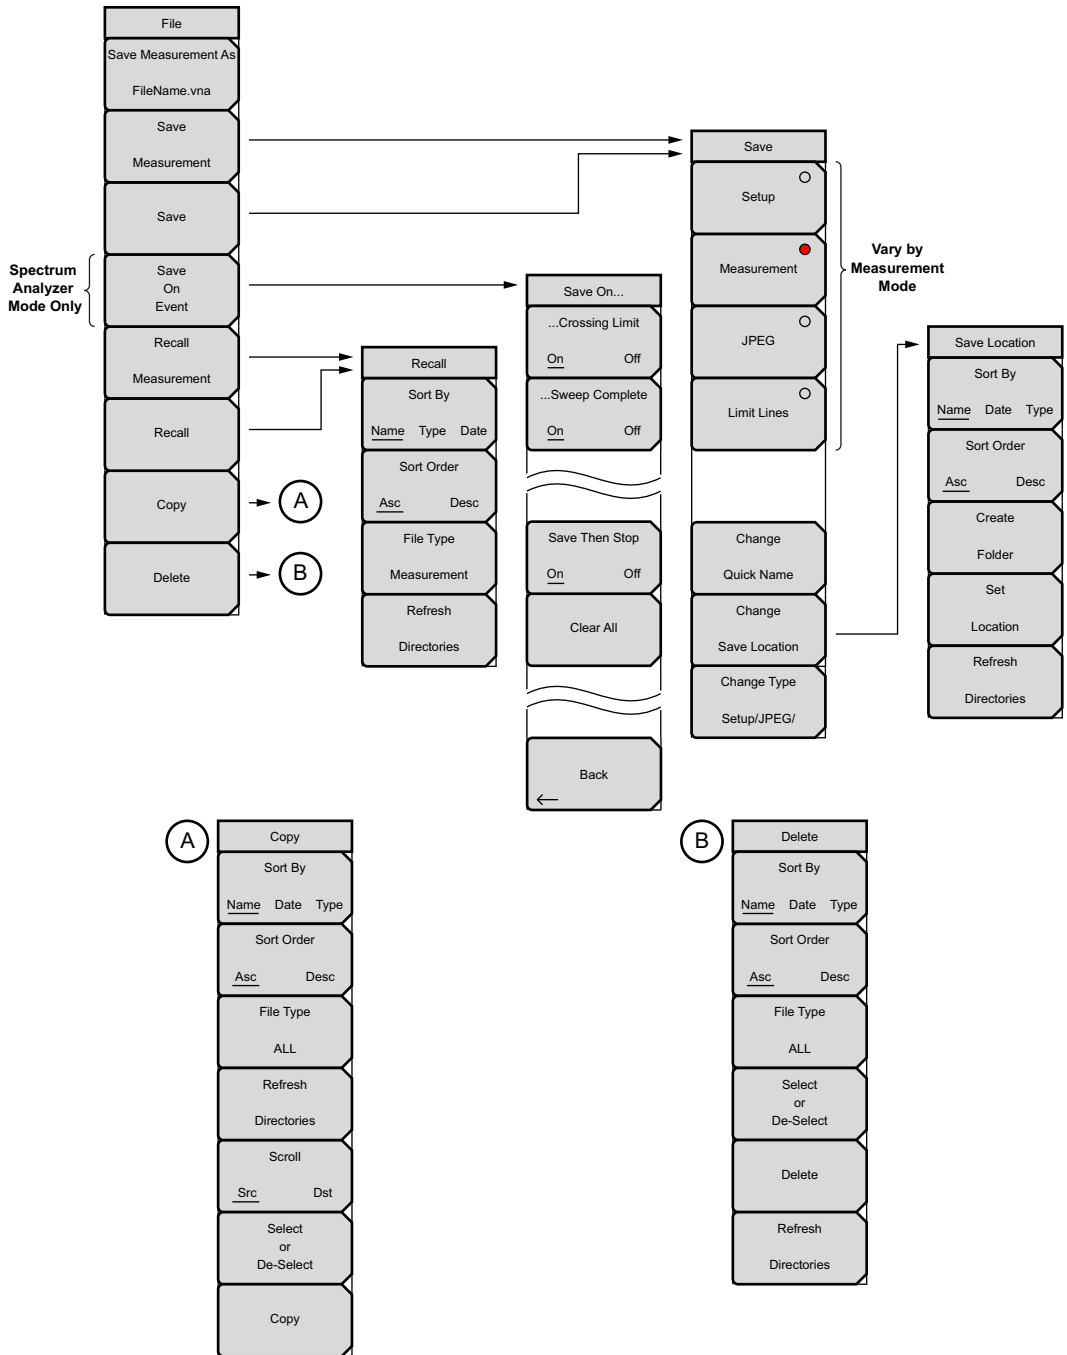 File
Save Measurement As
FileName.vna
Save
Measurement
Save
Spectrum
Analyzer
Mode Only
Save
On
Event
Recall
Measurement
Recall
Copy
A
Delete
B
Recall
Sort By
Name Type Date
Sort Order
Asc Desc
File Type
Measurement
Refresh
Directories
Save On...
...Crossing Limit
On Off
...Sweep Complete
On Off
Save Then Stop
On Off
Clear All
Back
Save
Setup
Measurement
JPEG
Limit Lines
Vary by
Measurement
Mode
Change
Quick Name
Change
Save Location
Change Type
Setup/JPEG/
Save Location
Sort By
Name Date Type
Sort Order
Asc Desc
Create
Folder
Set
Location
Refresh
Directories
A
Copy
Sort By
Name Date Type
Sort Order
Asc Desc
File Type
ALL
Refresh
Directories
Scroll
Src Dst
Select
or
De-Select
Copy
B
Delete
Sort By
Name Date Type
Sort Order
Asc Desc
File Type
ALL
Select
or
De-Select
Delete
Refresh
Directories